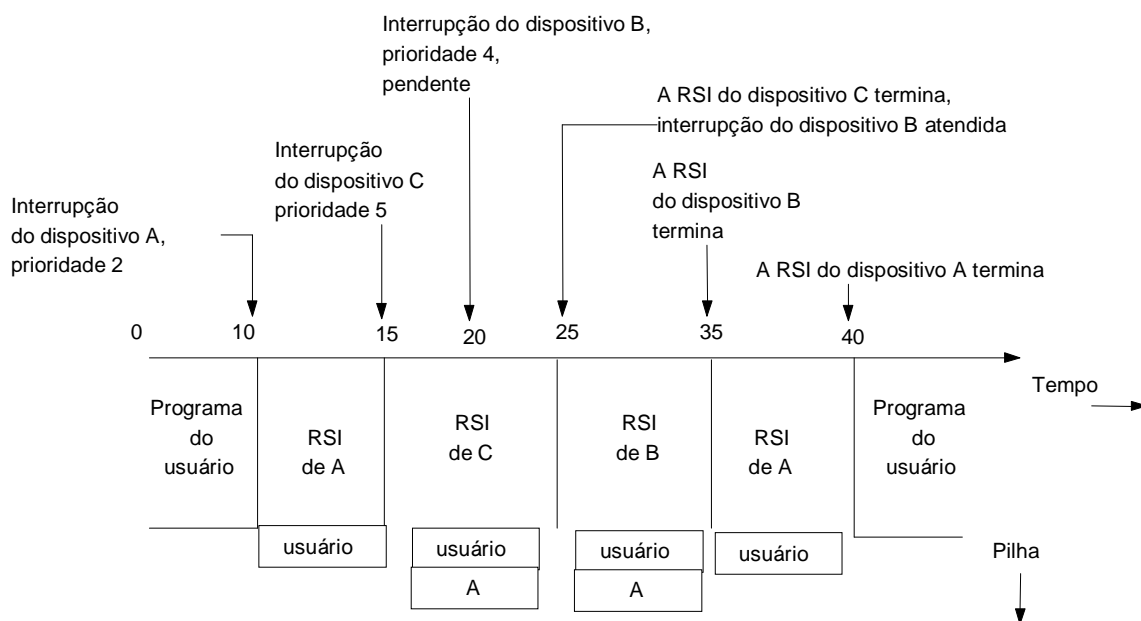 Interrupção do dispositivo B,
prioridade 4,
pendente
A RSI do dispositivo C termina,
interrupção do dispositivo B atendida
Interrupção
do dispositivo C
prioridade 5
A RSI
do dispositivo B
termina
Interrupção
do dispositivo A,
prioridade 2
A RSI do dispositivo A termina
0 10 15 20 25 35 40
Tempo
Programa
do
usuário
RSI
de A
RSI
de C
RSI
de B
RSI
de A
Programa
do
usuário
usuário
usuário
A
usuário
A
usuário
Pilha